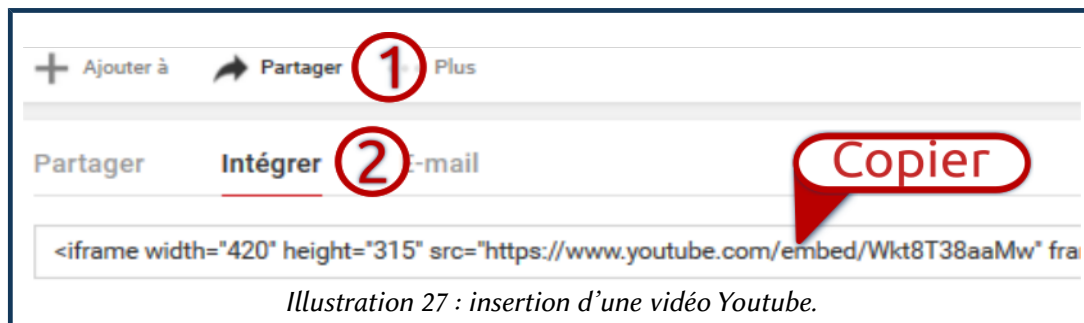 Ajouter à Partager 1 Plus
Partager Intégrer 2 E-mail
Copier
<iframe width="420" height="315" src="https://www.youtube.com/embed/Wkt8T38aaMw"
Illustration 27 : insertion d'une vidéo Youtube.